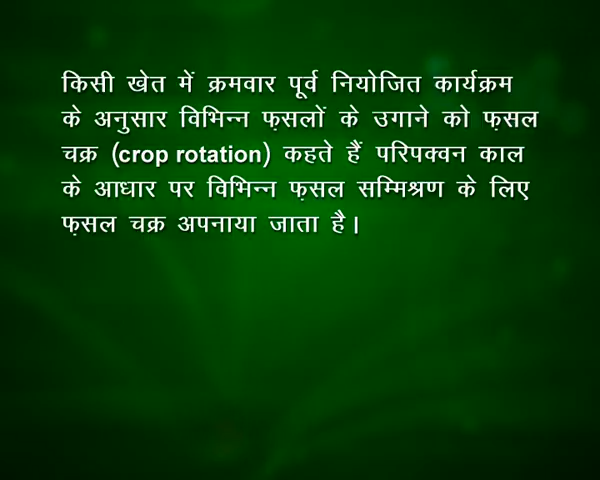 किसी खेत में क्रमवार पूर्व नियोजित कार्यक्रम
के अनुसार विभिन्न फ़सलों के उगाने को फ़सल
चक्र (crop rotation) कहते हैं परिपक्वन काल
के आधार पर विभिन्न फ़सल सम्मिश्रण के लिए
फ़सल चक्र अपनाया जाता है।